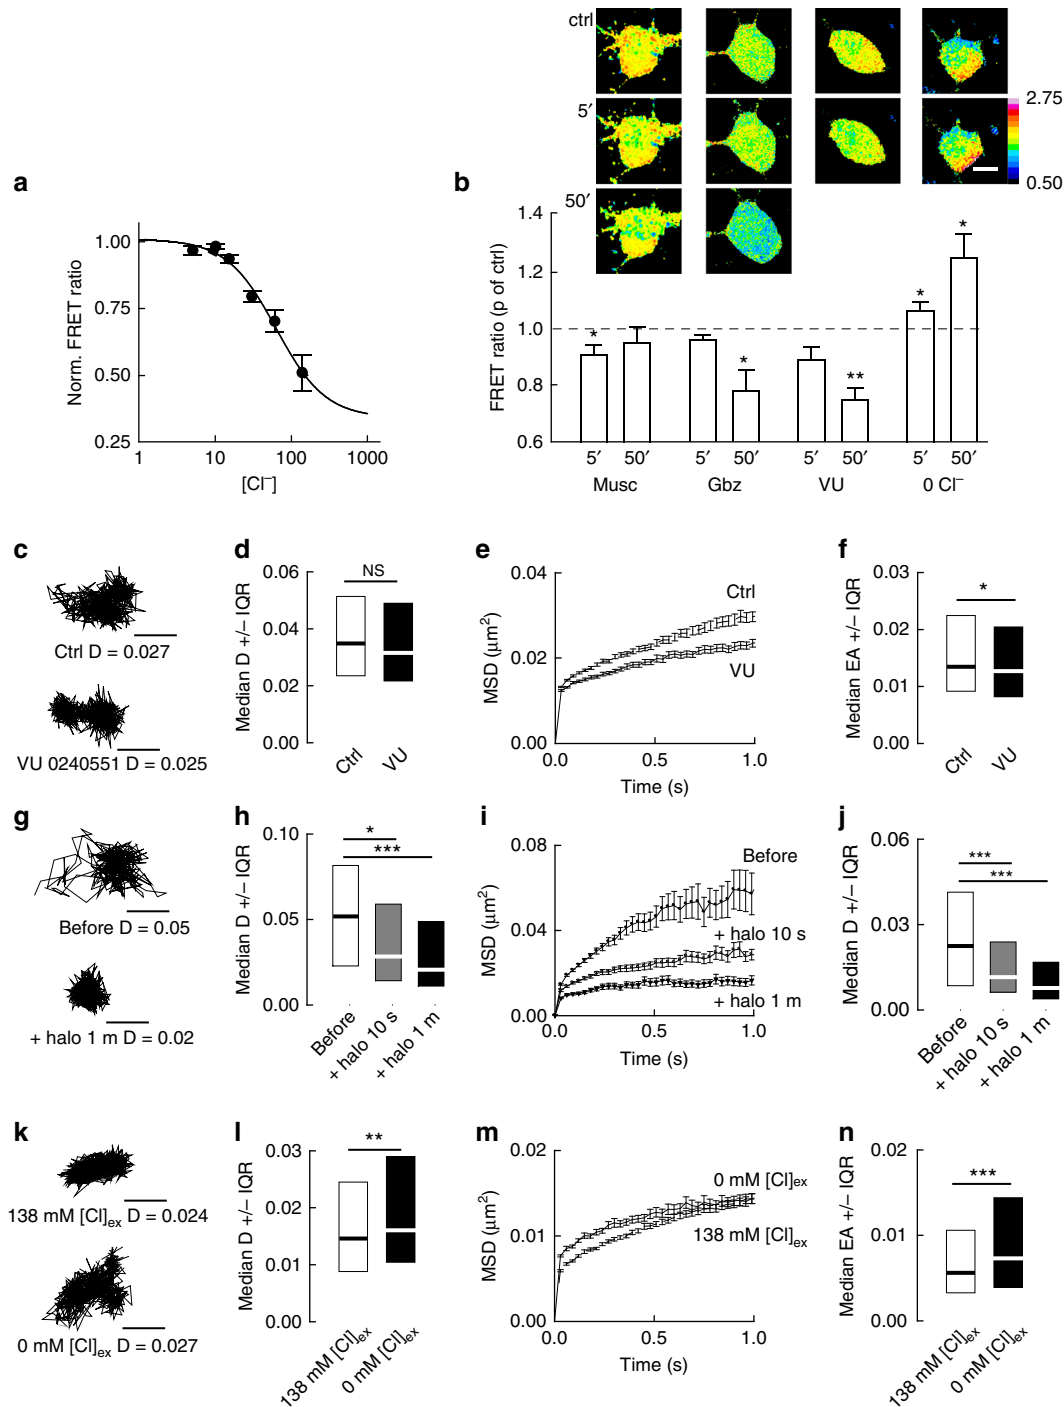 ctrl
5′
50′
2.75
0.50
a
Norm. FRET ratio
1.00
0.75
0.50
0.25
1
10
100
1000
[Cl⁻]
b
FRET ratio (p of ctrl)
1.4
1.2
1.0
0.8
0.6
*
*
**
*
*
5′ 50′ 5′ 50′ 5′ 50′ 5′ 50′
Musc Gbz VU 0 Cl⁻
c
Ctrl D = 0.027
VU 0240551 D = 0.025
d
Median D +/− IQR
0.06
0.04
0.02
0.00
NS
Ctrl
VU
e
MSD (μm²)
0.04
0.02
0.00
Ctrl
VU
0.5
1.0
Time (s)
f
Median EA +/− IQR
0.03
0.02
0.01
0.00
*
Ctrl
VU
g
Before D = 0.05
+ halo 1 m D = 0.02
h
Median D +/− IQR
0.10
0.05
0.00
*
***
Before
+ halo 10 s
+ halo 1 m
i
MSD (μm²)
0.08
0.04
0.00
Before
+ halo 10 s
+ halo 1 m
0.5
1.0
Time (s)
j
Median D +/− IQR
0.06
0.03
0.00
***
***
Before
+ halo 10 s
+ halo 1 m
k
138 mM [Cl]ex D = 0.024
0 mM [Cl]ex D = 0.027
l
Median D +/− IQR
0.03
0.02
0.01
0.00
**
138 mM [Cl]ex
0 mM [Cl]ex
m
MSD (μm²)
0.02
0.01
0.00
0 mM [Cl]ex
138 mM [Cl]ex
0.5
1.0
Time (s)
n
Median EA +/− IQR
0.02
0.01
0.00
***
138 mM [Cl]ex
0 mM [Cl]ex